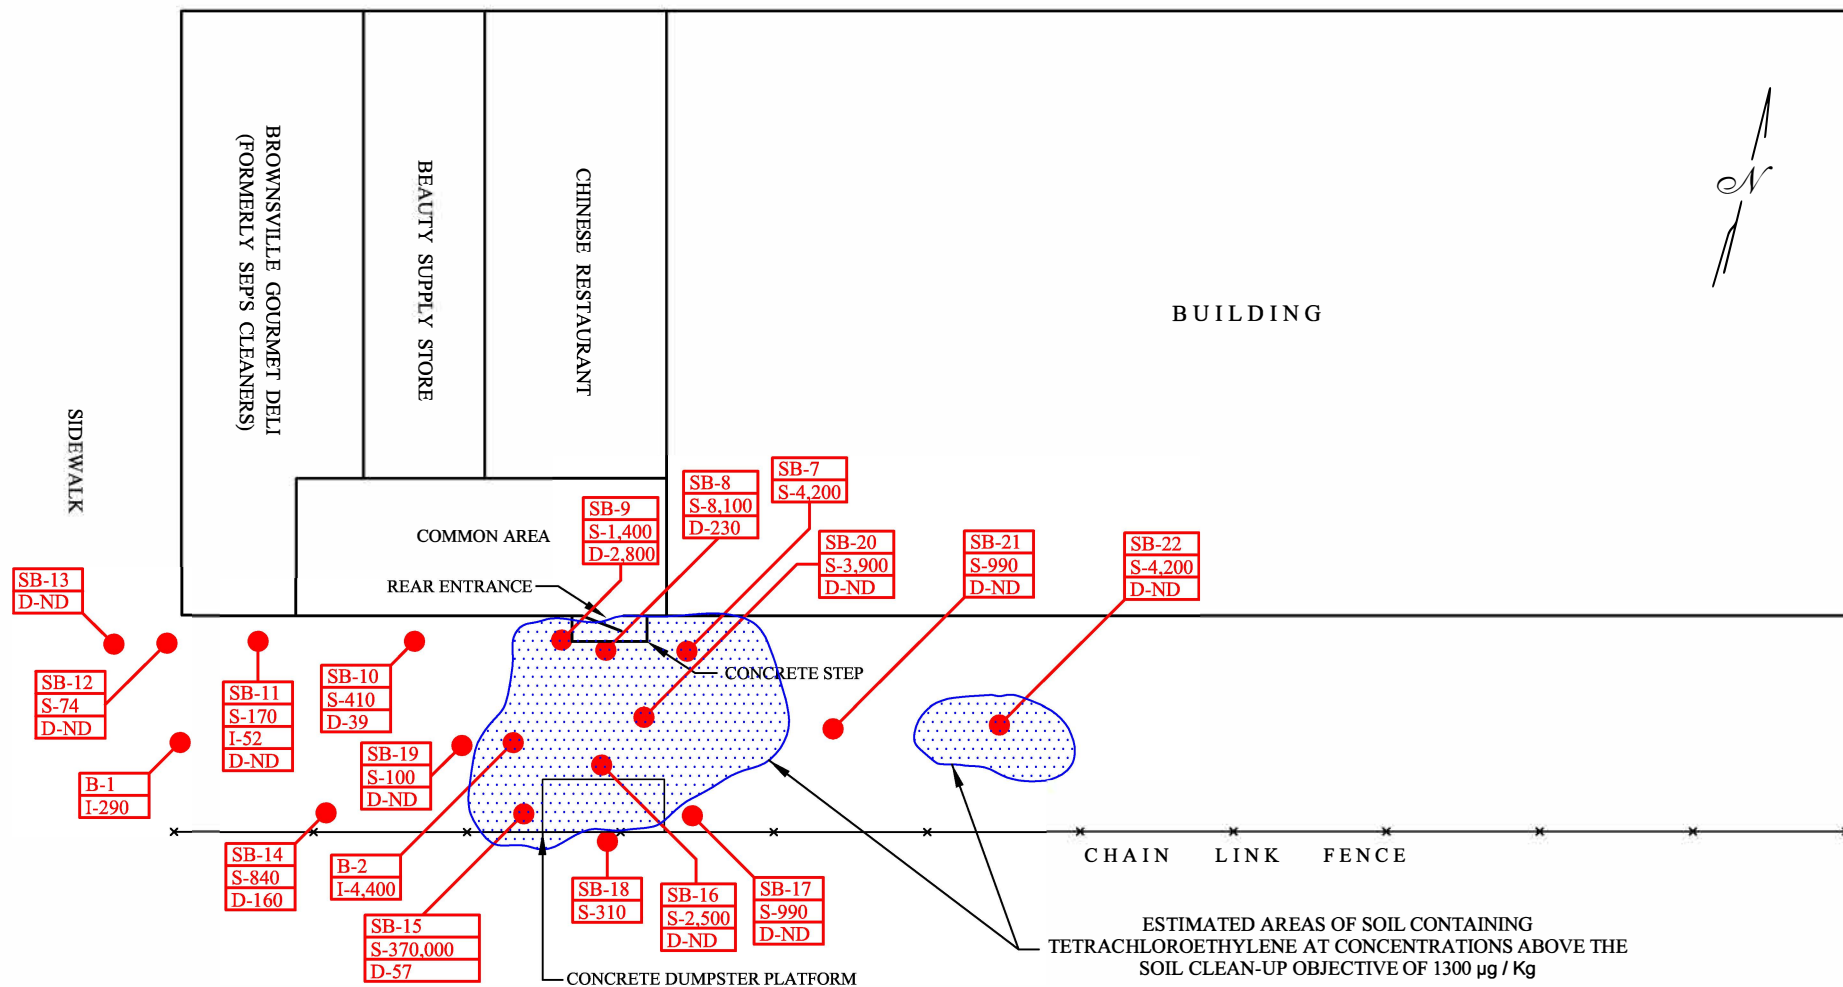 BROWNSVILLE GOURMET DELI
(FORMERLY SEP'S CLEANERS)
BEAUTY SUPPLY STORE
CHINESE RESTAURANT
BUILDING
N
SIDEWALK
COMMON AREA
REAR ENTRANCE
SB-9
S-1,400
D-2,800
SB-8
S-8,100
D-230
SB-7
S-4,200
SB-20
S-3,900
D-ND
SB-21
S-990
D-ND
SB-22
S-4,200
D-ND
SB-13
D-ND
SB-12
S-74
D-ND
SB-11
S-170
I-52
D-ND
SB-10
S-410
D-39
CONCRETE STEP
SB-19
S-100
D-ND
B-1
I-290
SB-14
S-840
D-160
B-2
I-4,400
SB-15
S-370,000
D-57
SB-18
S-310
SB-16
S-2,500
D-ND
SB-17
S-990
D-ND
CHAIN LINK FENCE
CONCRETE DUMPSTER PLATFORM
ESTIMATED AREAS OF SOIL CONTAINING
TETRACHLOROETHYLENE AT CONCENTRATIONS ABOVE THE
SOIL CLEAN-UP OBJECTIVE OF 1300 µg / Kg